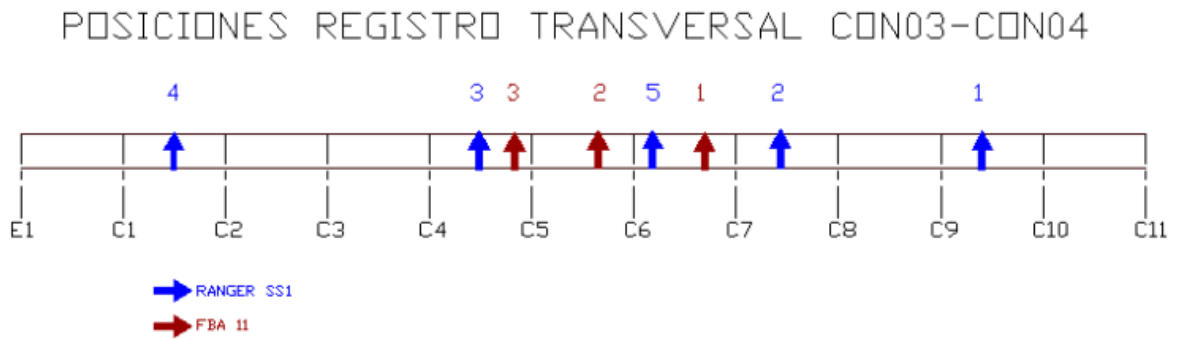 POSICIONES REGISTRO TRANSVERSAL CON03-CON04
4 3 3 2 5 1 2 1
E1 C1 C2 C3 C4 C5 C6 C7 C8 C9 C10 C11
RANGER SS1
FBA 11